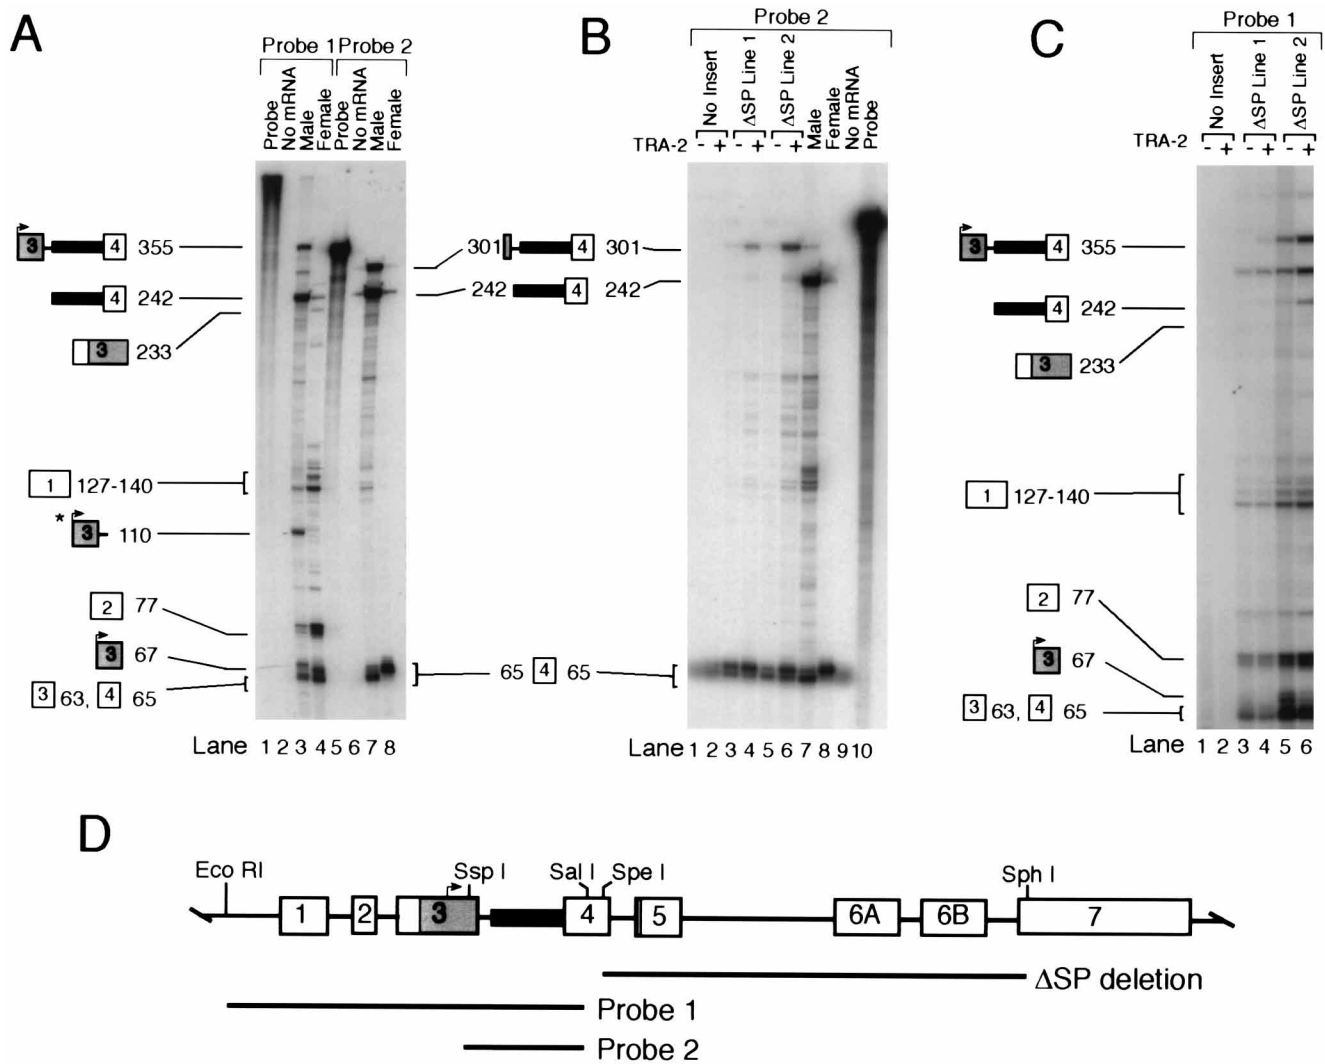 A
Probe 1 Probe 2
Probe
No mRNA
Male
Female
Probe
No mRNA
Male
Female
3 4 355
4 242
3 233
1 127-140
* 3 110
2 77
3 67
3 63, 4 65
Lane 1 2 3 4 5 6 7 8
301 4 301
242 4 242
65 4 65
B
Probe 2
No Insert
ΔSP Line 1
ΔSP Line 2
Male
Female
No mRNA
Probe
TRA-2 - + - + - +
Lane 1 2 3 4 5 6 7 8 9 10
C
Probe 1
No Insert
ΔSP Line 1
ΔSP Line 2
TRA-2 - + - + - +
3 4 355
4 242
3 233
1 127-140
2 77
3 67
3 63, 4 65
Lane 1 2 3 4 5 6
D
Eco RI Ssp I Sal I Spe I Sph I
1 2 3 4 5 6A 6B 7
ΔSP deletion
Probe 1
Probe 2